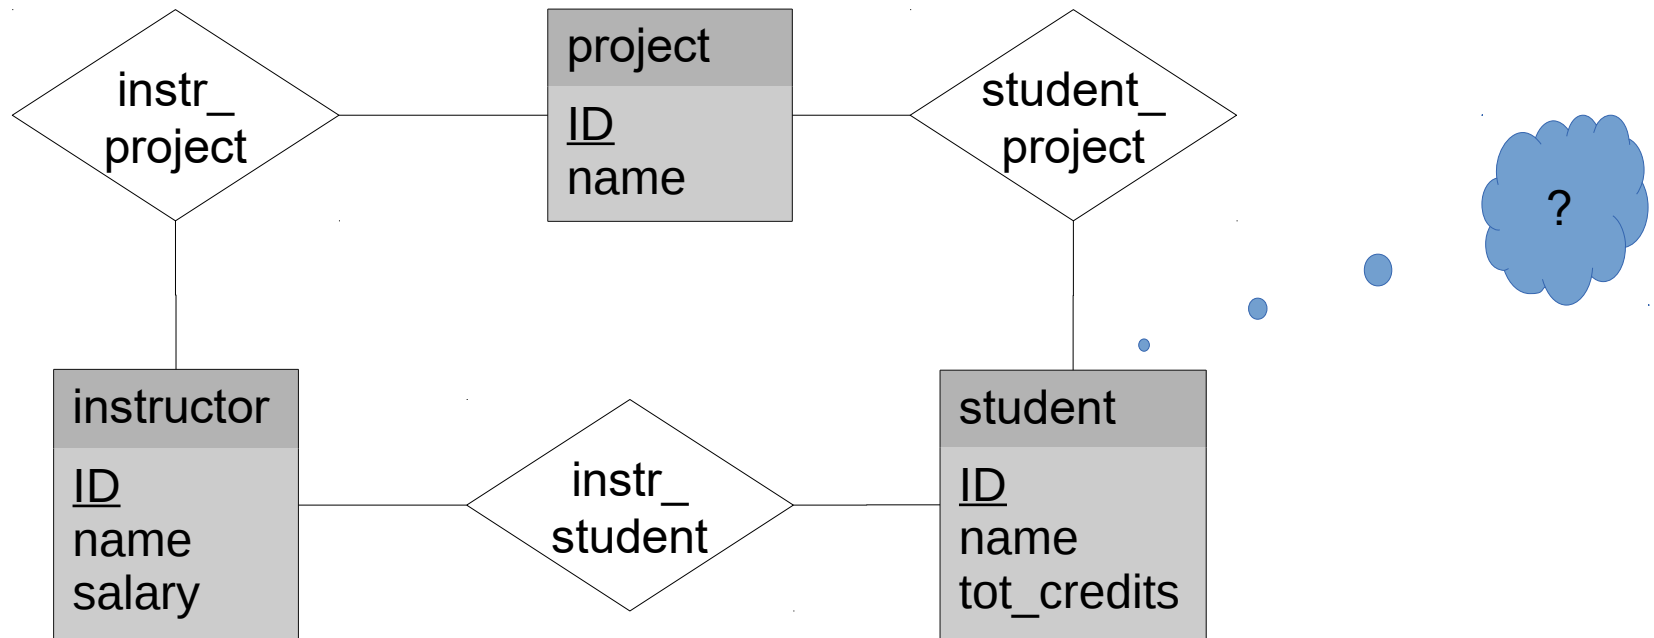 instr_
project
project
ID
name
student_
project
?
instructor
ID
name
salary
instr_
student
student
ID
name
tot_credits